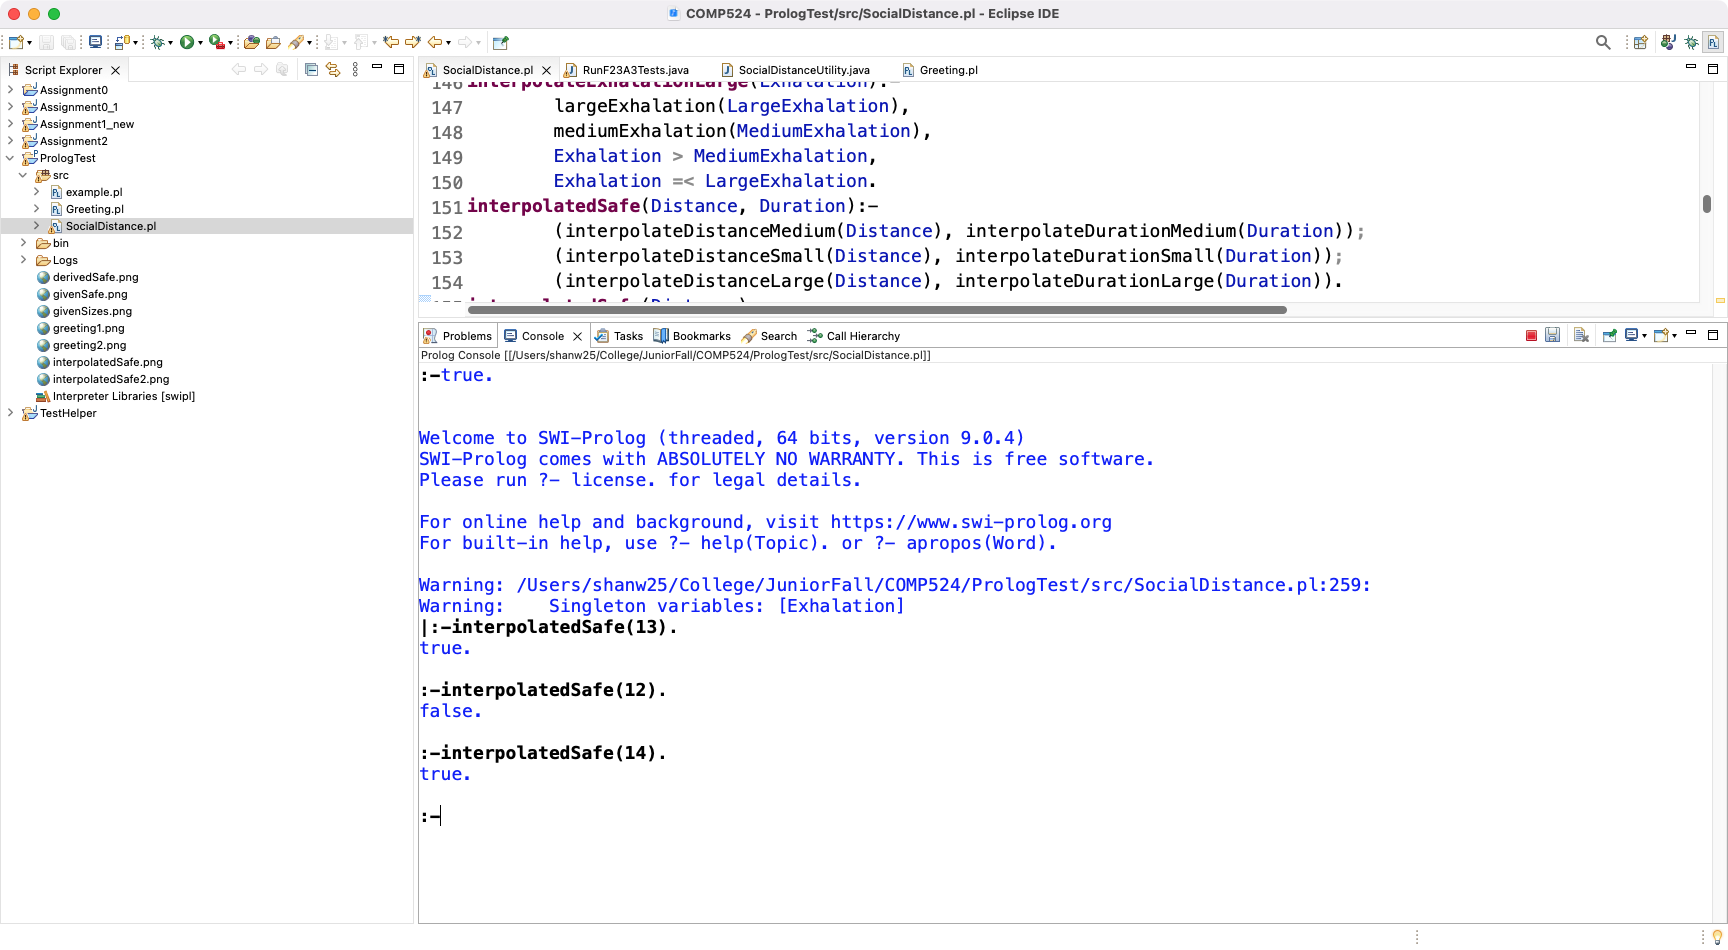 COMP524 - PrologTest/src/SocialDistance.pl - Eclipse IDE
Script Explorer
Assignment0
Assignment0_1
Assignment1_new
Assignment2
PrologTest
src
example.pl
Greeting.pl
SocialDistance.pl
bin
Logs
derivedSafe.png
givenSafe.png
givenSizes.png
greeting1.png
greeting2.png
interpolatedSafe.png
interpolatedSafe2.png
Interpreter Libraries [swipl]
TestHelper
SocialDistance.pl RunF23A3Tests.java SocialDistanceUtility.java Greeting.pl
146 interpolateExhalationLarge(Exhalation):-
147 largeExhalation(LargeExhalation),
148 mediumExhalation(MediumExhalation),
149 Exhalation > MediumExhalation,
150 Exhalation =< LargeExhalation.
151 interpolatedSafe(Distance, Duration):-
152 (interpolateDistanceMedium(Distance), interpolateDurationMedium(Duration));
153 (interpolateDistanceSmall(Distance), interpolateDurationSmall(Duration));
154 (interpolateDistanceLarge(Distance), interpolateDurationLarge(Duration)).
Problems Console Tasks Bookmarks Search Call Hierarchy
Prolog Console [[/Users/shanw25/College/JuniorFall/COMP524/PrologTest/src/SocialDistance.pl]]
:-true.
Welcome to SWI-Prolog (threaded, 64 bits, version 9.0.4)
SWI-Prolog comes with ABSOLUTELY NO WARRANTY. This is free software.
Please run ?- license. for legal details.
For online help and background, visit https://www.swi-prolog.org
For built-in help, use ?- help(Topic). or ?- apropos(Word).
Warning: /Users/shanw25/College/JuniorFall/COMP524/PrologTest/src/SocialDistance.pl:259:
Warning:    Singleton variables: [Exhalation]
|:-interpolatedSafe(13).
true.
:-interpolatedSafe(12).
false.
:-interpolatedSafe(14).
true.
:-